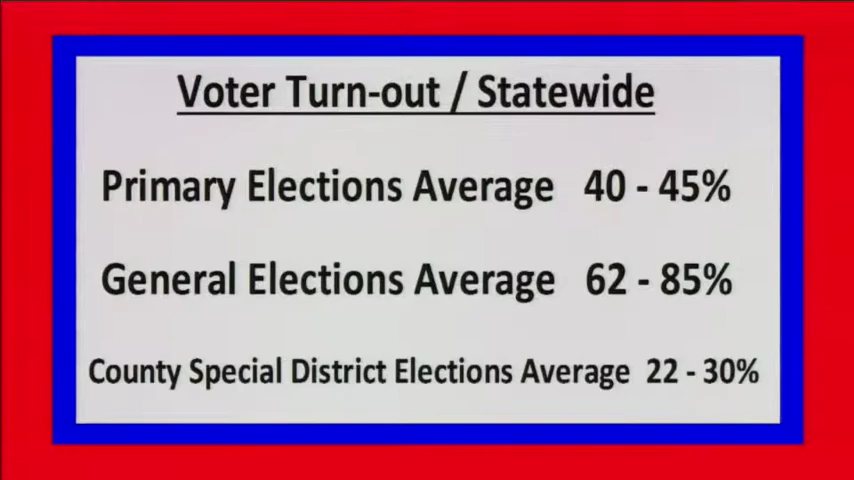 Voter Turn-out / Statewide
Primary Elections Average 40 - 45%
General Elections Average 62 - 85%
County Special District Elections Average 22 - 30%